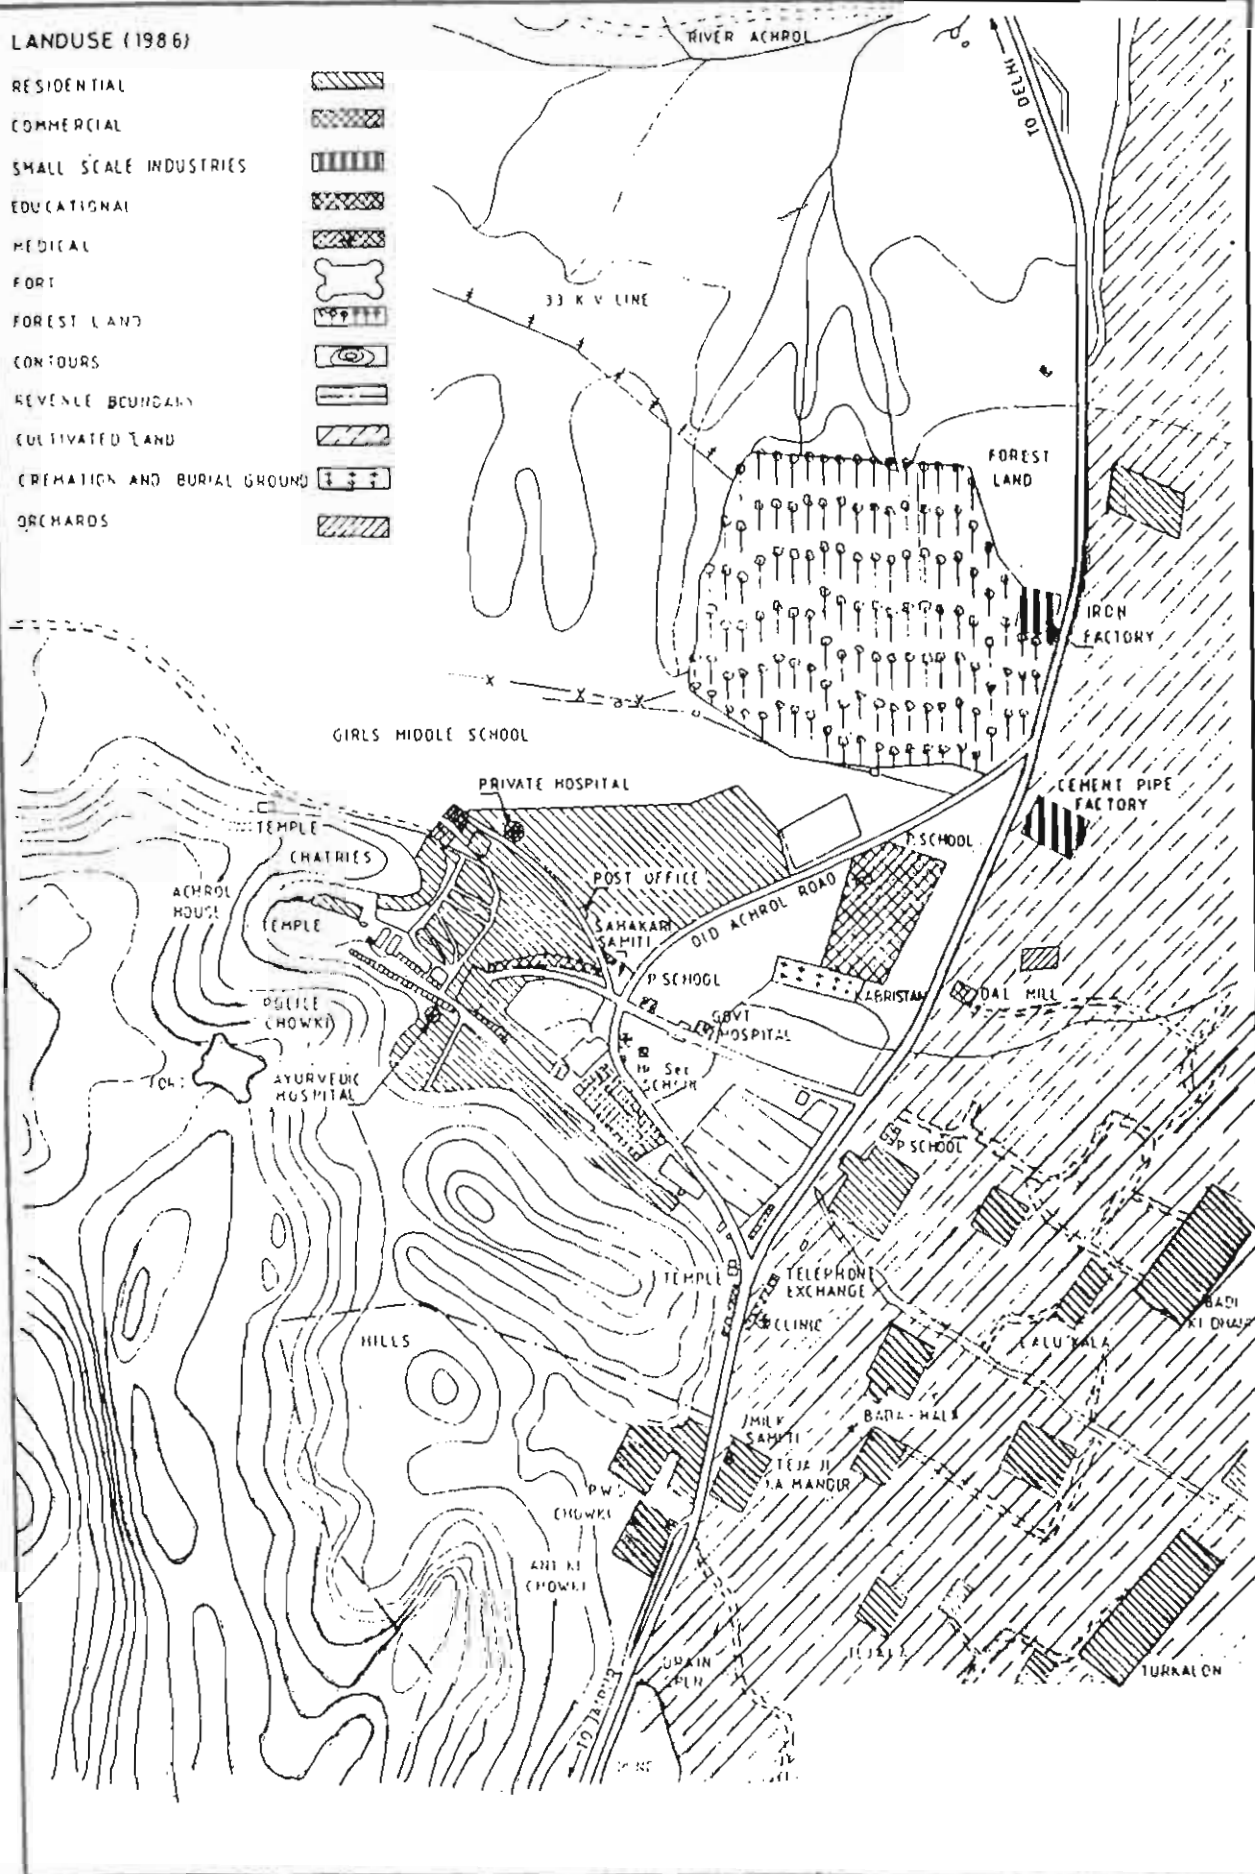 LANDUSE (1986)
RESIDENTIAL
COMMERCIAL
SMALL SCALE INDUSTRIES
EDUCATIONAL
MEDICAL
FORT
FOREST LAND
CONTOURS
REVENUE BOUNDARY
CULTIVATED LAND
CREMATION AND BURIAL GROUND
ORCHARDS
RIVER ACHROL
TO DELHI
33 K V LINE
FOREST
LAND
IRON
FACTORY
GIRLS MIDDLE SCHOOL
PRIVATE HOSPITAL
CEMENT PIPE
FACTORY
TEMPLE
CHATRIES
P. SCHOOL
ACHROL
HOUSE
POST OFFICE
OLD ACHROL ROAD
TEMPLE
SAHAKARI
SAMITI
P. SCHOOL
KABRISTAN
DAL MILL
POLICE
CHOWKI
GOVT
HOSPITAL
AYURVEDIC
HOSPITAL
Sec
P SCHOOL
TEMPLE
TELEPHONE
EXCHANGE
CLINIC
HILLS
LALU KALA
BADI
MILK
SAMITI
TEJA JI
KA MANDIR
CHOWKI
CHOWKI
DRAIN
TO JAIPUR
TURKALON